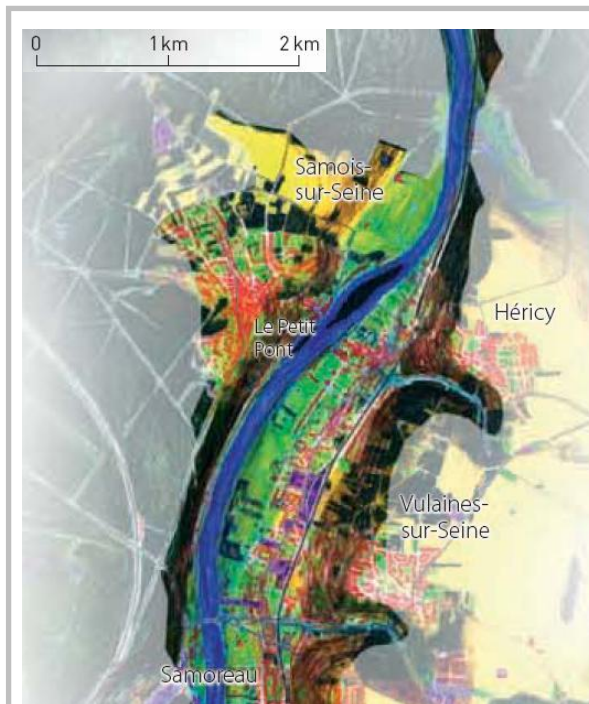 0 1 km 2 km
Samois-
sur-Seine
Héricy
Le Petit
Pont
Vulaines-
sur-Seine
Samoreau